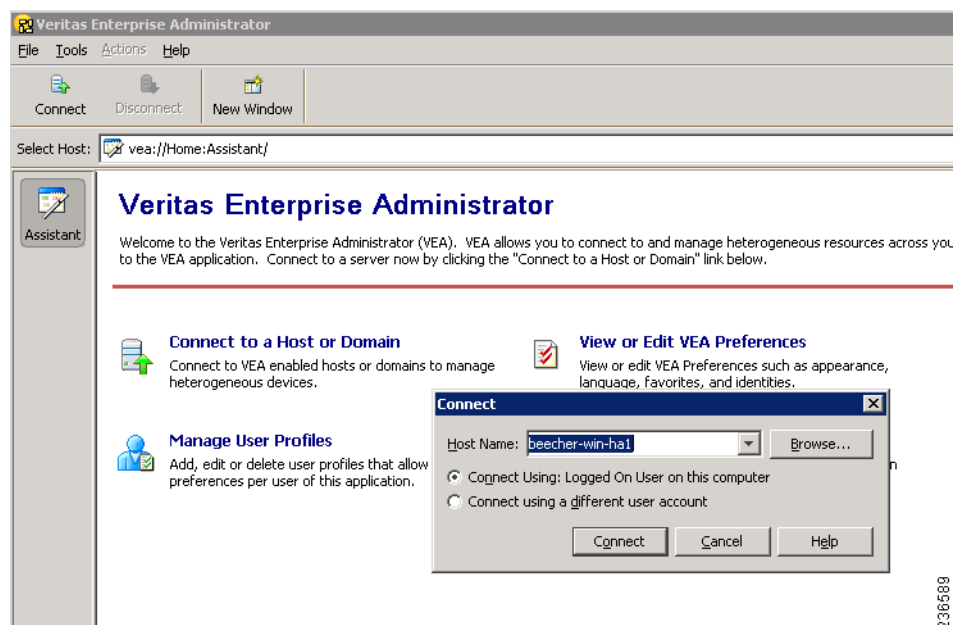 Veritas Enterprise Administrator
File Tools Actions Help
Connect Disconnect New Window
Select Host: vea://Home:Assistant/
Assistant
Veritas Enterprise Administrator
Welcome to the Veritas Enterprise Administrator (VEA). VEA allows you to connect to and manage heterogeneous resources across you
to the VEA application. Connect to a server now by clicking the "Connect to a Host or Domain" link below.
Connect to a Host or Domain
Connect to VEA enabled hosts or domains to manage
heterogeneous devices.
View or Edit VEA Preferences
View or edit VEA Preferences such as appearance,
language, favorites, and identities.
Manage User Profiles
Add, edit or delete user profiles that allow
preferences per user of this application.
Connect
Host Name: beecher-win-ha1 Browse...
Connect Using: Logged On User on this computer
Connect using a different user account
Connect Cancel Help
n
236589